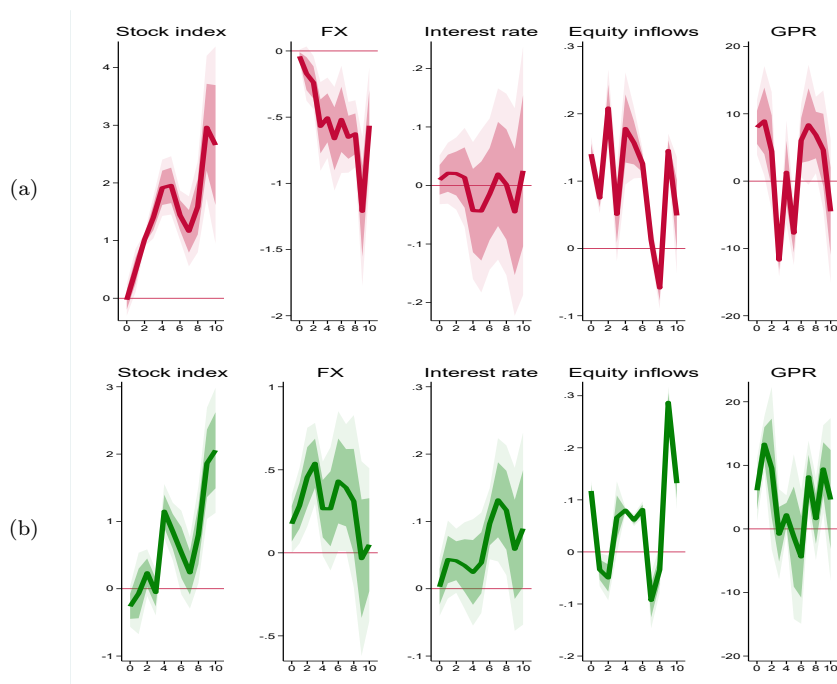 Stock index FX Interest rate Equity inflows GPR
4 0 .2 .3 20
3 -.5 .1 .2 10
2 -1 0 .1 0
1 -1.5 -.1 0 -10
0 -2 -.2 -.1 -20
0 2 4 6 8 10 0 2 4 6 8 10 0 2 4 6 8 10 0 2 4 6 8 10 0 2 4 6 8 10
(a)
Stock index FX Interest rate Equity inflows GPR
3 1 .3 .3 20
2 .5 .2 .2 10
1 0 .1 .1 0
0 -.5 0 0 -10
-1 -.1 -.1 -20
-.2
0 2 4 6 8 10 0 2 4 6 8 10 0 2 4 6 8 10 0 2 4 6 8 10 0 2 4 6 8 10
(b)